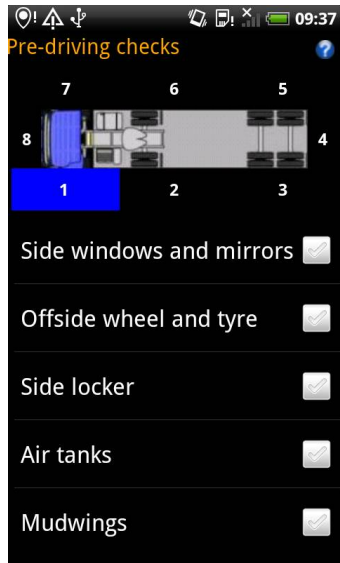 09:37
Pre-driving checks
7 6 5
8 4
1 2 3
Side windows and mirrors
Offside wheel and tyre
Side locker
Air tanks
Mudwings